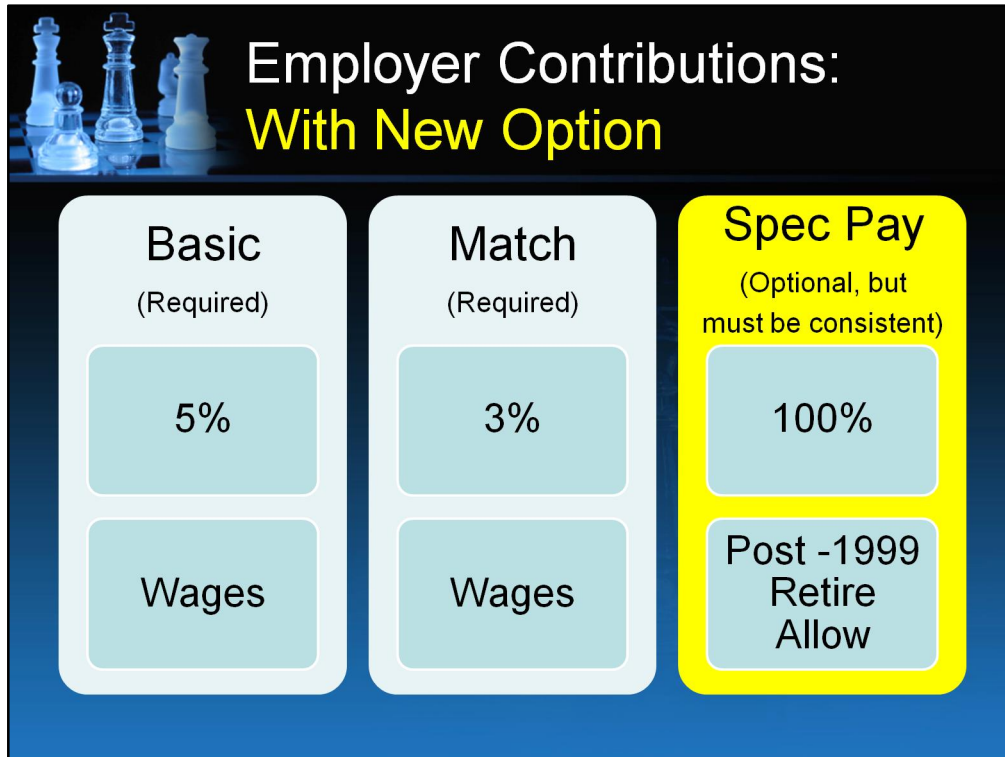 Employer Contributions:
With New Option
Basic
(Required)
5%
Wages
Match
(Required)
3%
Wages
Spec Pay
(Optional, but
must be consistent)
100%
Post -1999
Retire
Allow